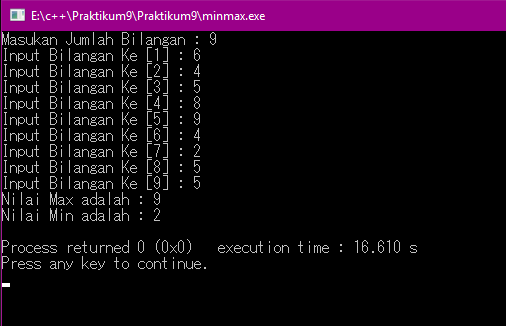 E:\c++\Praktikum9\Praktikum9\minmax.exe
Masukan Jumlah Bilangan : 9
Input Bilangan Ke [1] : 6
Input Bilangan Ke [2] : 4
Input Bilangan Ke [3] : 5
Input Bilangan Ke [4] : 8
Input Bilangan Ke [5] : 9
Input Bilangan Ke [6] : 4
Input Bilangan Ke [7] : 2
Input Bilangan Ke [8] : 5
Input Bilangan Ke [9] : 5
Nilai Max adalah : 9
Nilai Min adalah : 2
Process returned 0 (0x0)   execution time : 16.610 s
Press any key to continue.